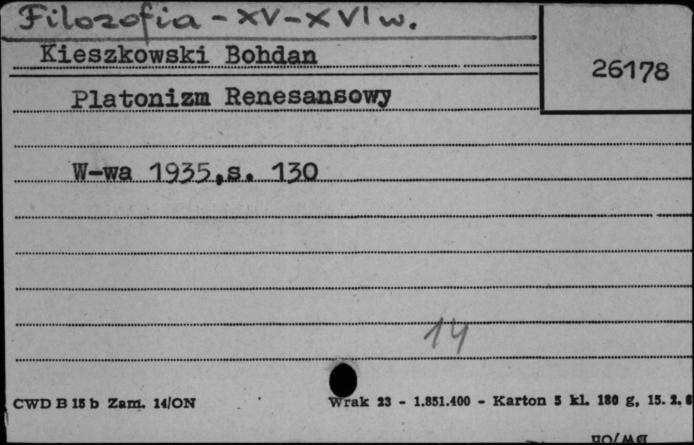 Filozofia - XV-XVI w.
Kieszkowski Bohdan
26178
Platonizm Renesansowy
W-wa 1935,s. 130
14
CWD B 15 b Zam. 14/ON
Wrak 23 - 1.851.400 - Karton 5 kl. 180 g, 15. 2. 6